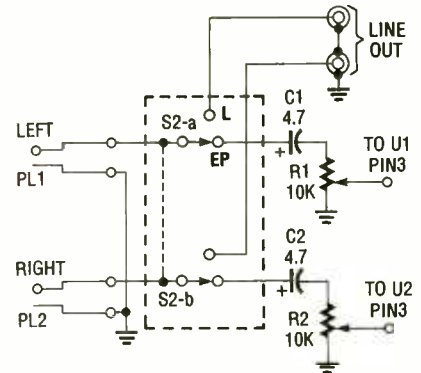 LINE
OUT
L
C1
4.7
S2-a
LEFT
EP
+
R1
10K
TO U1
PIN3
PL1
C2
4.7
RIGHT
S2-b
+
R2
10K
TO U2
PIN3
PL2